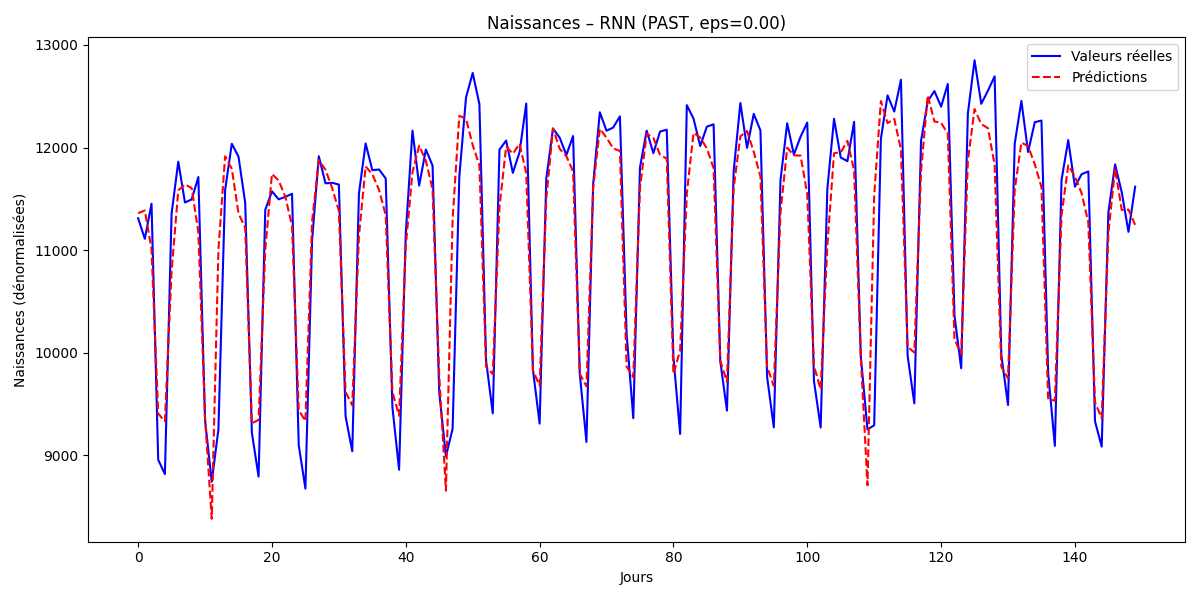 Naissances – RNN (PAST, eps=0.00)
Valeurs réelles
Prédictions
Naissances (dénormalisées)
13000
12000
11000
10000
9000
0 20 40 60 80 100 120 140
Jours